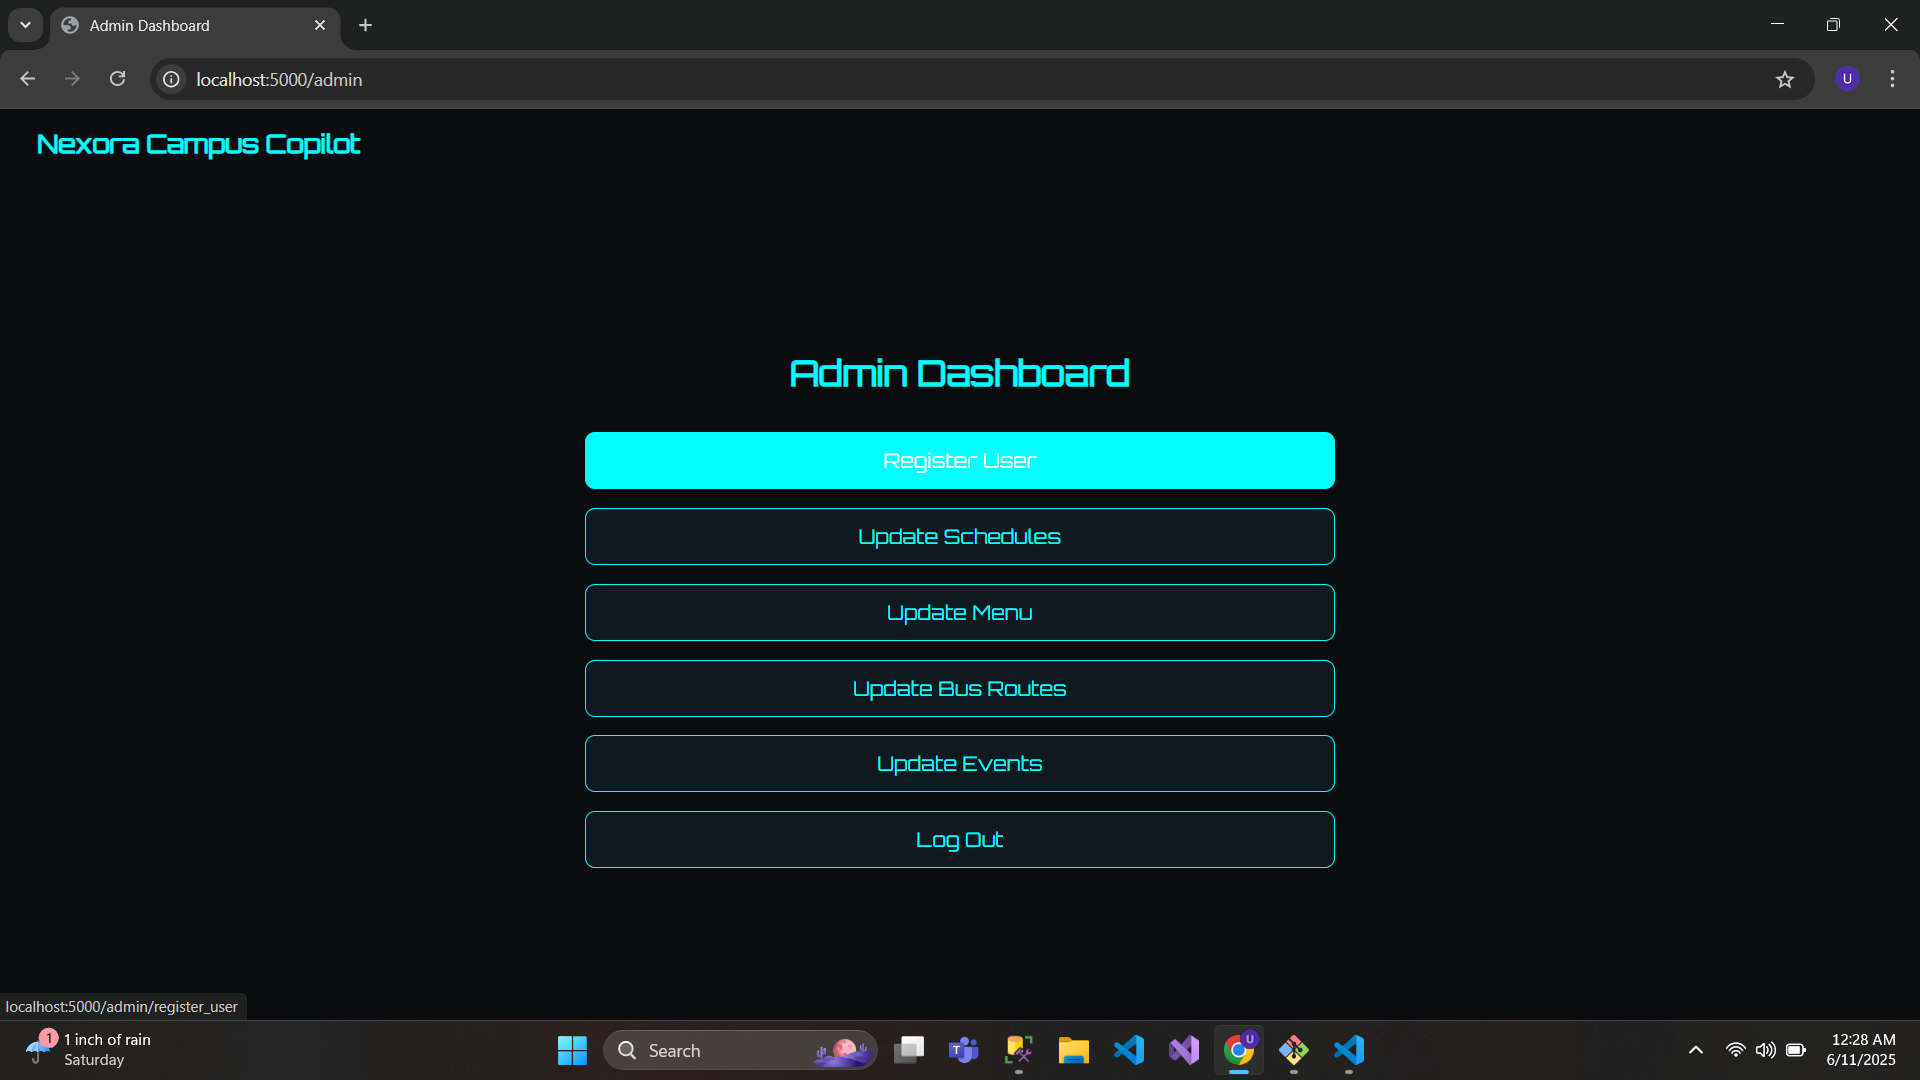 Admin Dashboard
localhost:5000/admin
U
Nexora Campus Copilot
Admin Dashboard
Register User
Update Schedules
Update Menu
Update Bus Routes
Update Events
Log Out
localhost:5000/admin/register_user
1
1 inch of rain
Saturday
Search
T
U
12:28 AM
6/11/2025